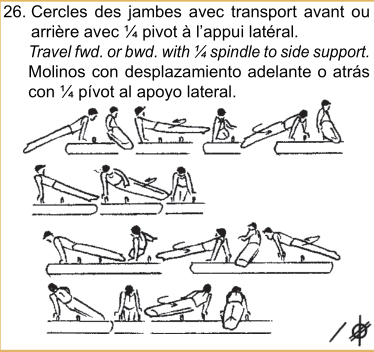 26. Cercles des jambes avec transport avant ou
arrière avec ¼ pivot à l'appui latéral.
Travel fwd. or bwd. with ¼ spindle to side support.
Molinos con desplazamiento adelante o atrás
con ¼ pívot al apoyo lateral.